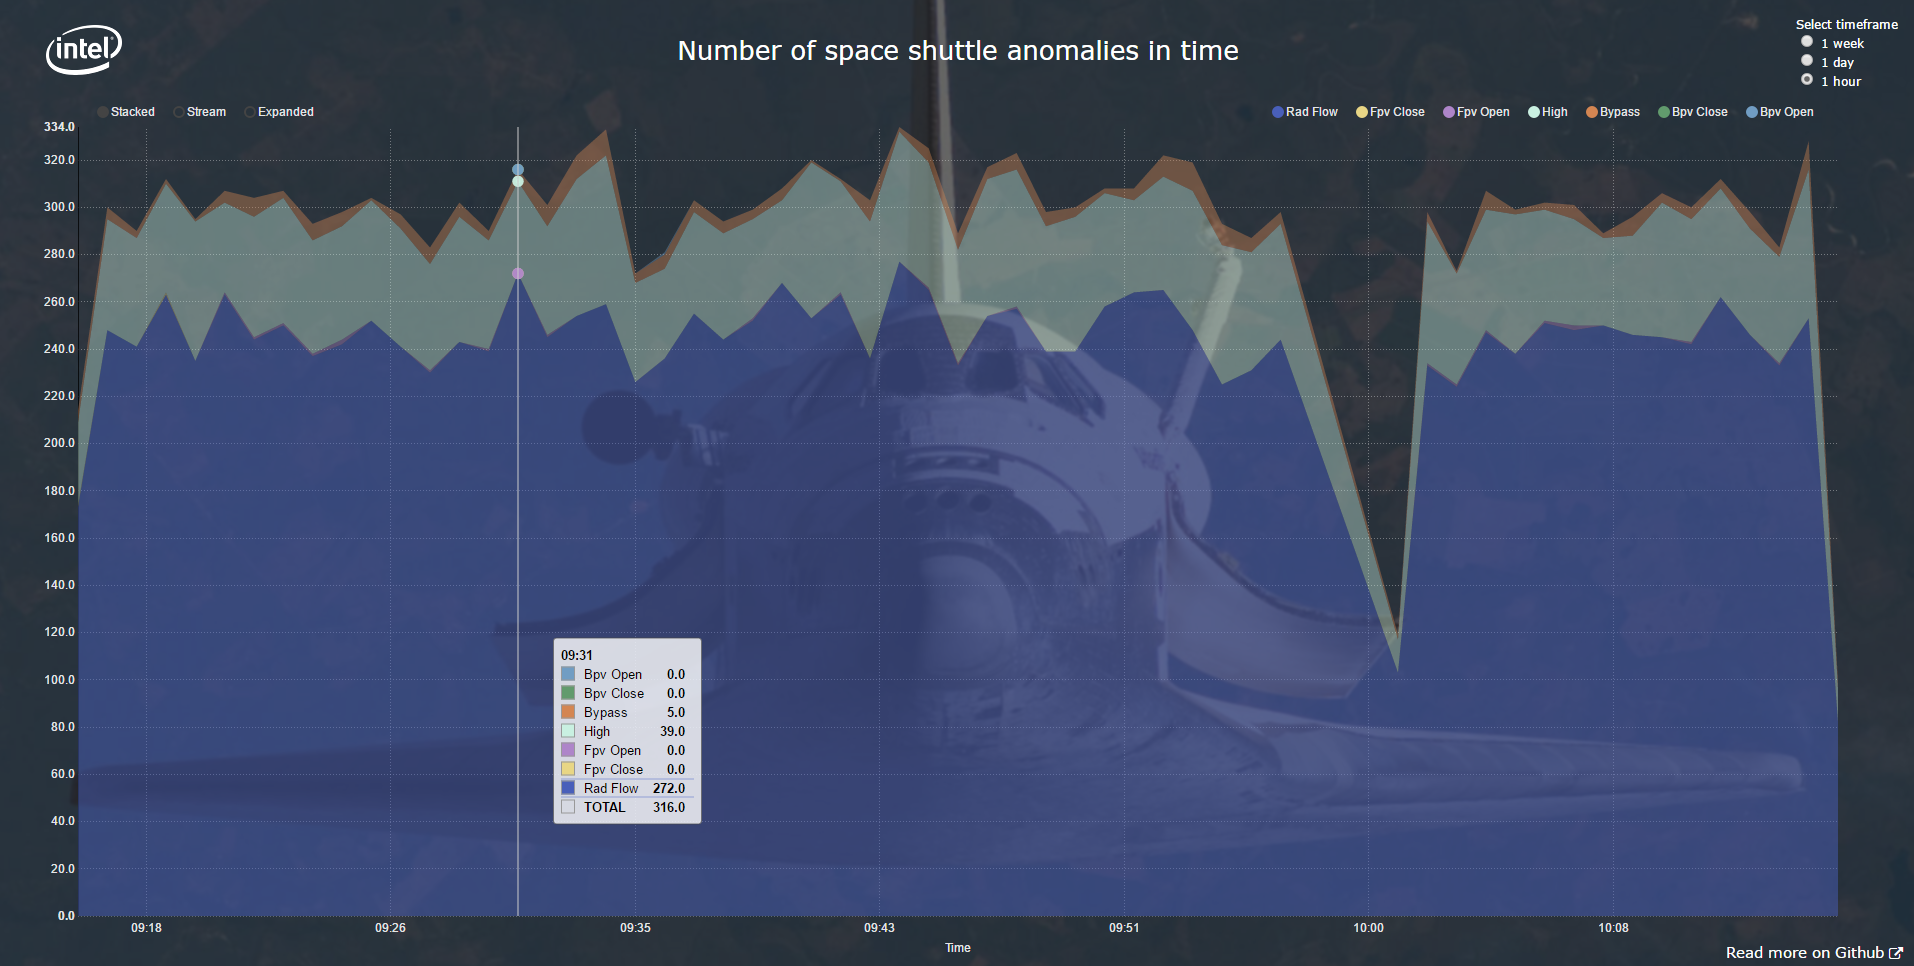 intel
Number of space shuttle anomalies in time
Select timeframe
1 week
1 day
1 hour
Stacked Stream Expanded
Rad Flow Fpv Close Fpv Open High Bypass Bpv Close Bpv Open
334.0
320.0
300.0
280.0
260.0
240.0
220.0
200.0
180.0
160.0
140.0
120.0
100.0
80.0
60.0
40.0
20.0
0.0
09:31
Bpv Open 0.0
Bpv Close 0.0
Bypass 5.0
High 39.0
Fpv Open 0.0
Fpv Close 0.0
Rad Flow 272.0
TOTAL 316.0
09:18 09:26 09:35 09:43 09:51 10:00 10:08
Time
Read more on Github